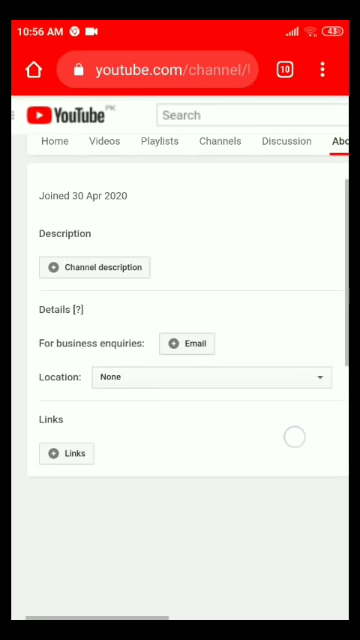 10:56 AM 43
youtube.com/channel/U 10
YouTube PK Search
Home Videos Playlists Channels Discussion Abo
Joined 30 Apr 2020
Description
Channel description
Details [?]
For business enquiries: Email
Location: None
Links
Links